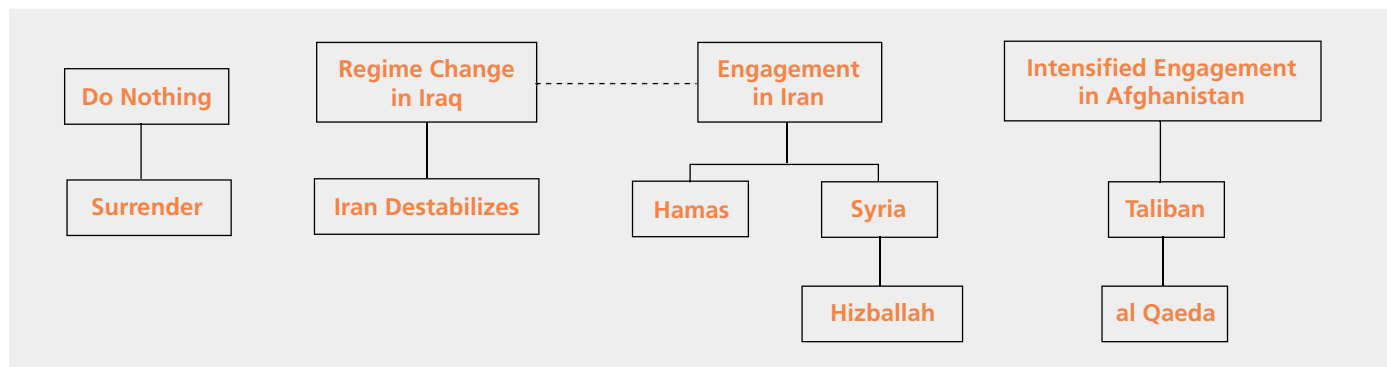 Do Nothing
Surrender
Regime Change
in Iraq
Iran Destabilizes
Engagement
in Iran
Hamas
Syria
Hizballah
Intensified Engagement
in Afghanistan
Taliban
al Qaeda